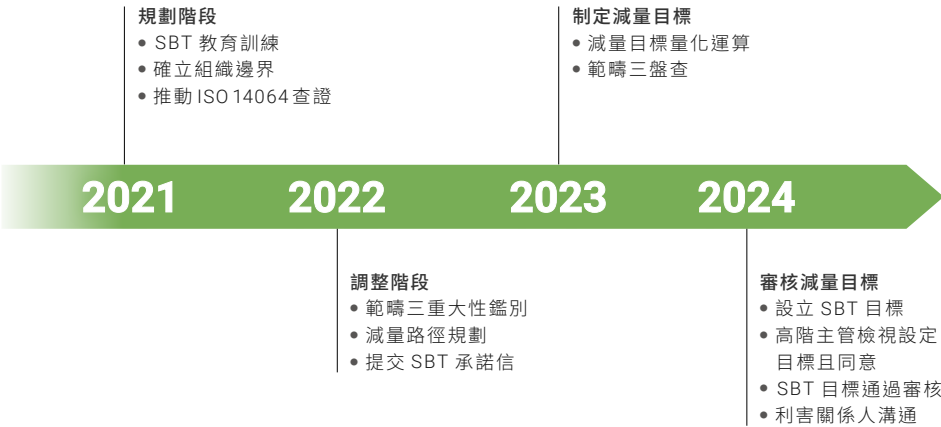 規劃階段
• SBT 教育訓練
• 確立組織邊界
• 推動 ISO 14064 查證
制定減量目標
• 減量目標量化運算
• 範疇三盤查
2021
2022
2023
2024
調整階段
• 範疇三重大性鑑別
• 減量路徑規劃
• 提交 SBT 承諾信
審核減量目標
• 設立 SBT 目標
• 高階主管檢視設定
目標且同意
• SBT 目標通過審核
• 利害關係人溝通